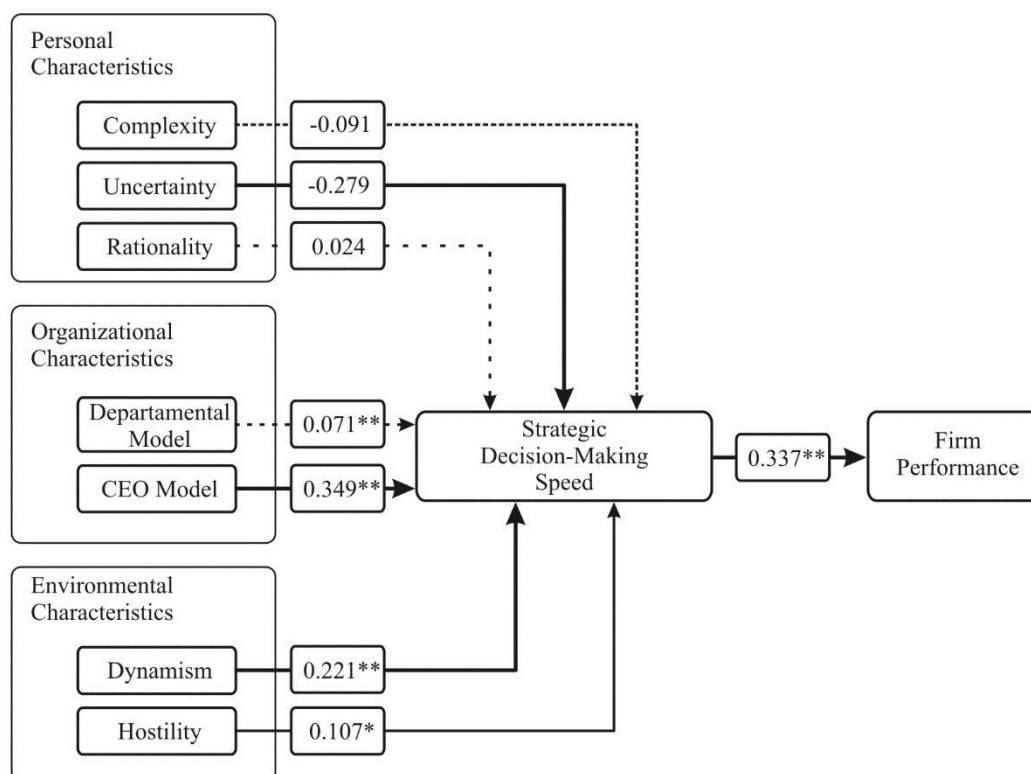 Personal
Characteristics
Complexity
-0.091
Uncertainty
-0.279
Rationality
0.024
Organizational
Characteristics
Departamental
Model
0.071**
CEO Model
0.349**
Strategic
Decision-Making
Speed
0.337**
Firm
Performance
Environmental
Characteristics
Dynamism
0.221**
Hostility
0.107*